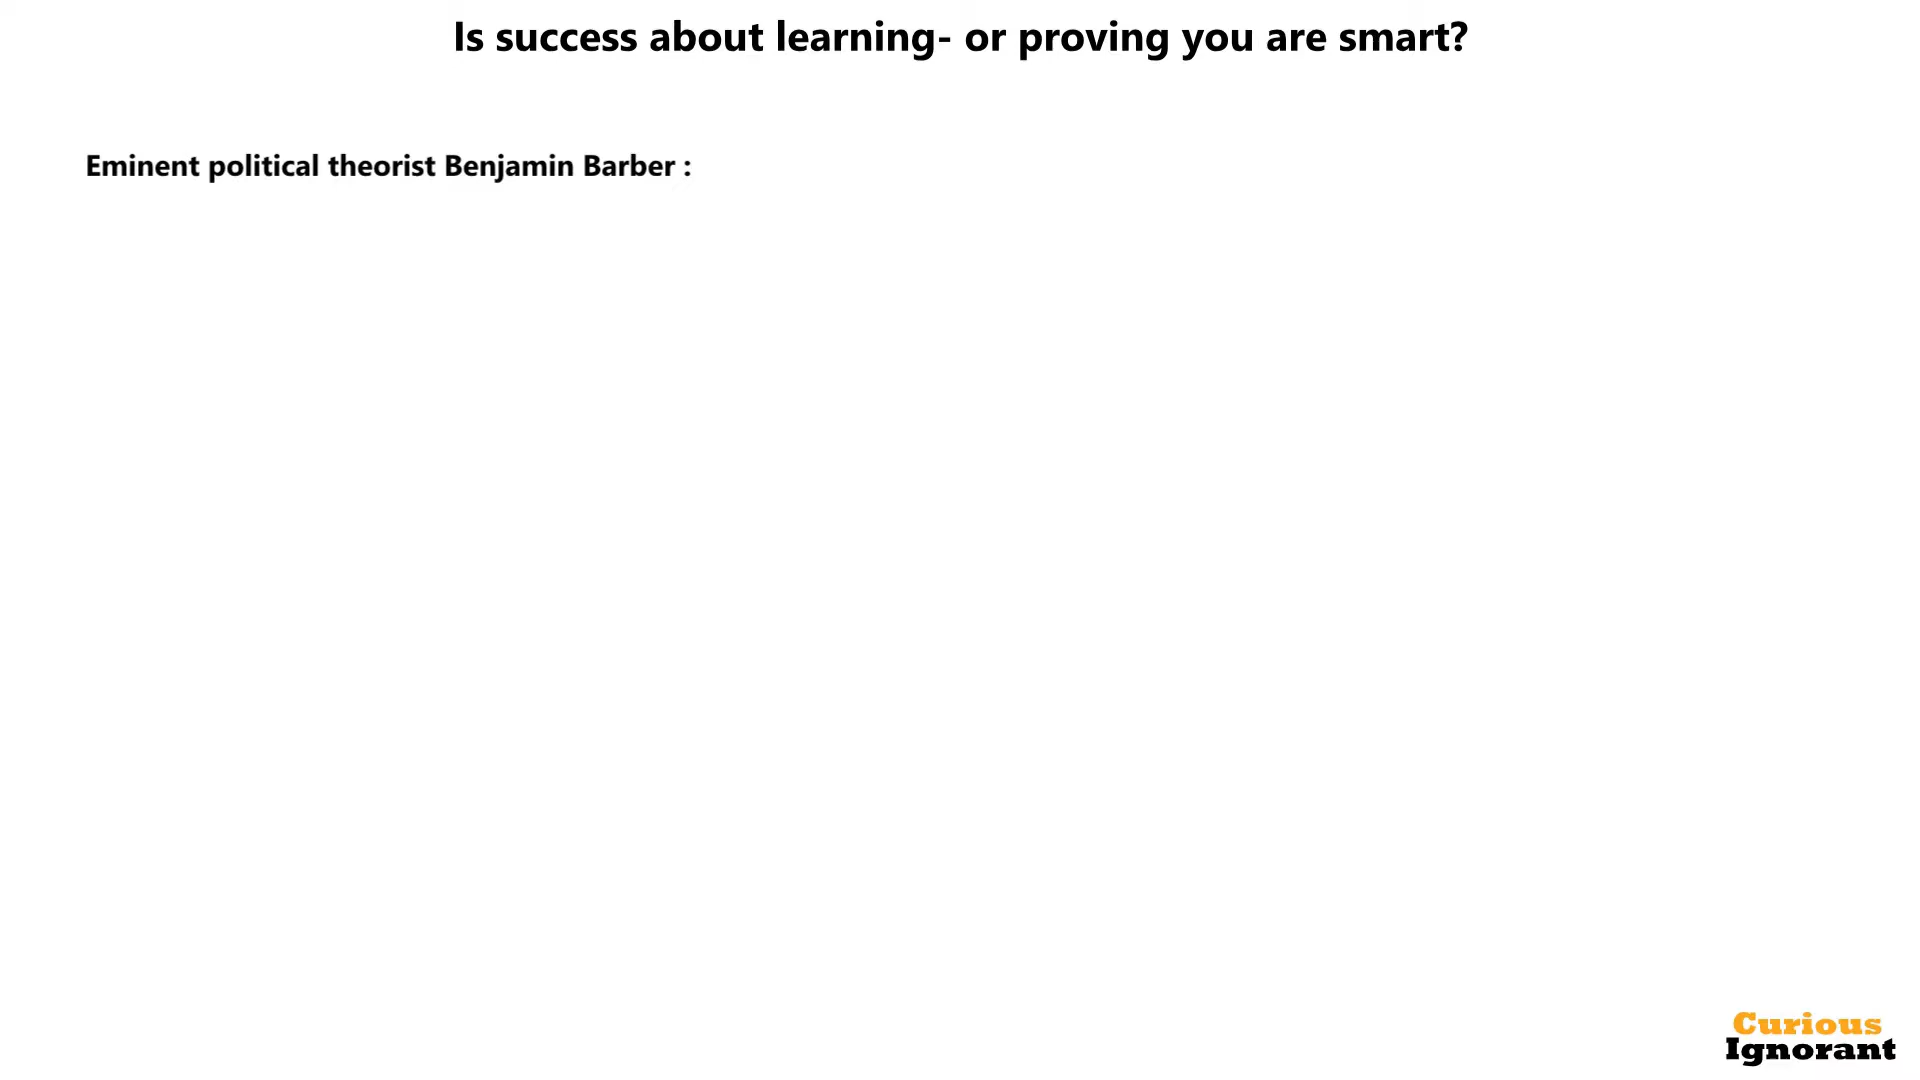 Is success about learning- or proving you are smart?
Eminent political theorist Benjamin Barber :
Curious
Ignorant